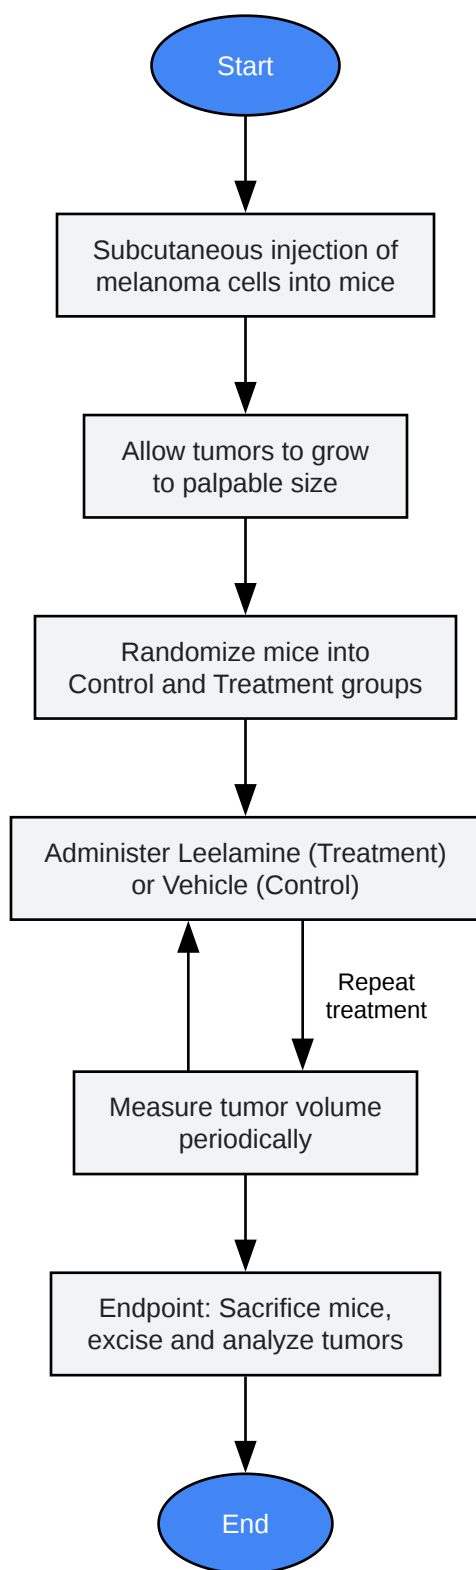 Start
Subcutaneous injection of
melanoma cells into mice
Allow tumors to grow
to palpable size
Randomize mice into
Control and Treatment groups
Administer Leelamine (Treatment)
or Vehicle (Control)
Repeat
treatment
Measure tumor volume
periodically
Endpoint: Sacrifice mice,
excise and analyze tumors
End